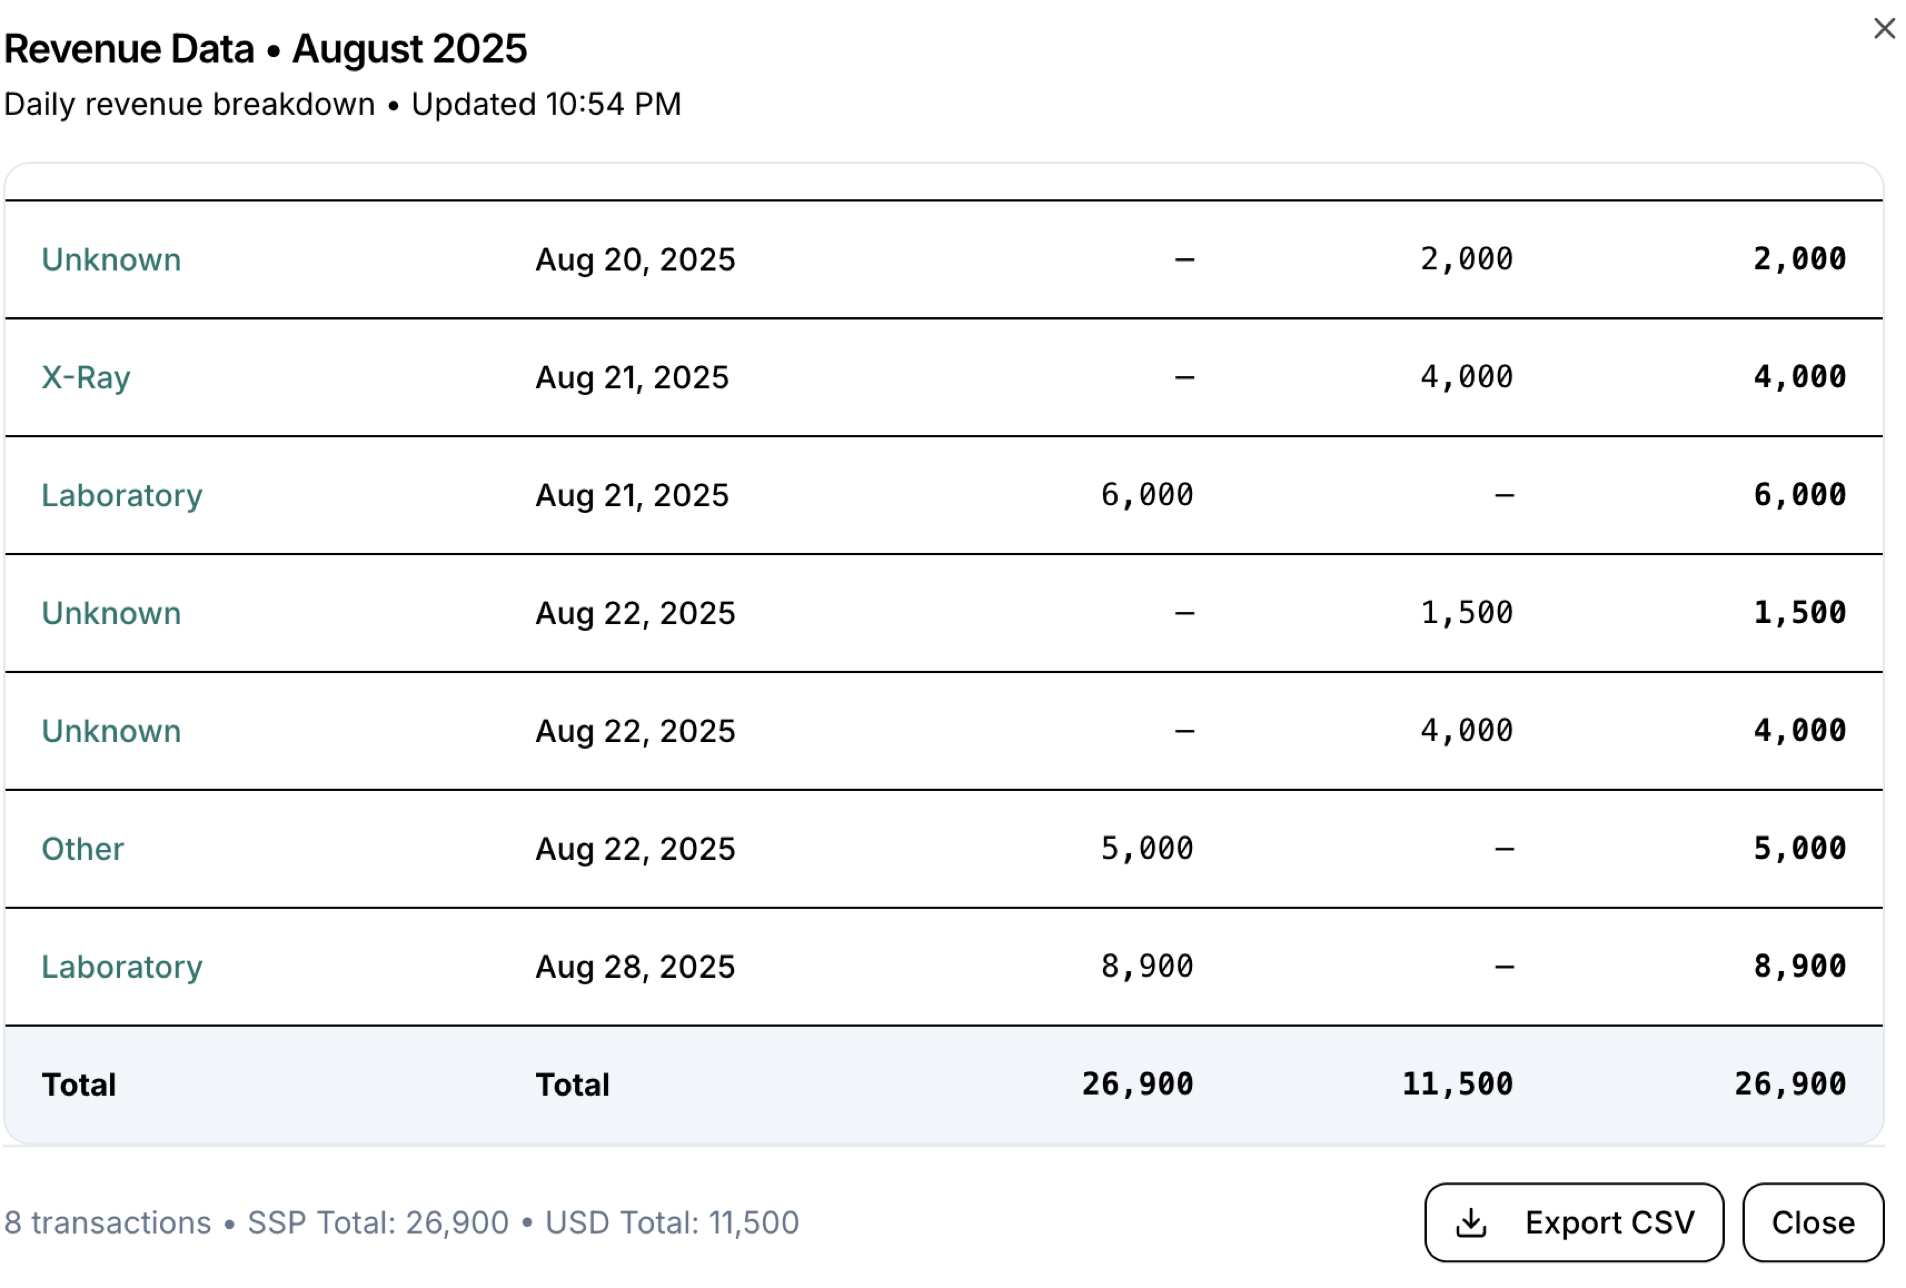 Revenue Data • August 2025
Daily revenue breakdown • Updated 10:54 PM
Unknown Aug 20, 2025 – 2,000 2,000
X-Ray Aug 21, 2025 – 4,000 4,000
Laboratory Aug 21, 2025 6,000 – 6,000
Unknown Aug 22, 2025 – 1,500 1,500
Unknown Aug 22, 2025 – 4,000 4,000
Other Aug 22, 2025 5,000 – 5,000
Laboratory Aug 28, 2025 8,900 – 8,900
Total Total 26,900 11,500 26,900
8 transactions • SSP Total: 26,900 • USD Total: 11,500 Export CSV Close